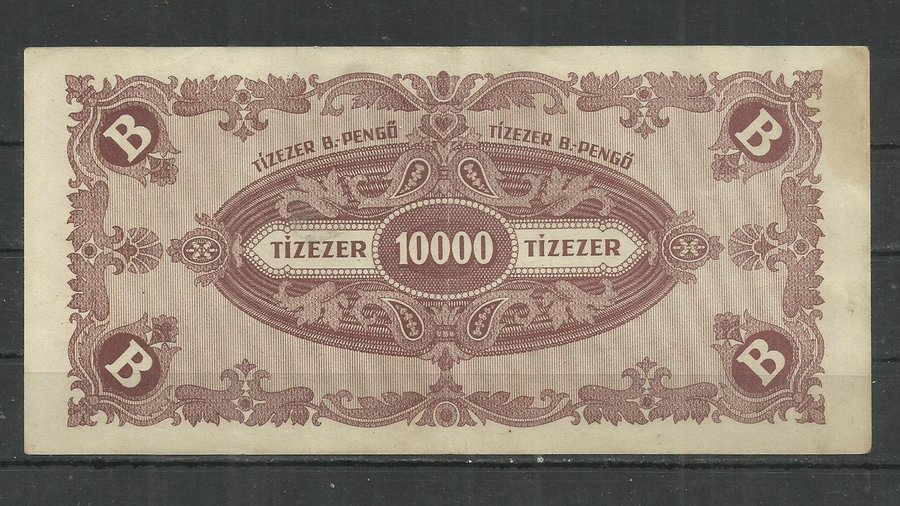 B B
TÍZEZER B.-PENGŐ TÍZEZER B.-PENGŐ
TÍZEZER 10000 TÍZEZER
B B